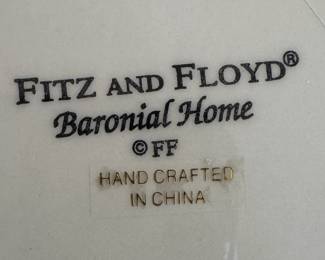 FITZ AND FLOYD®
Baronial Home
©FF
HAND CRAFTED
IN CHINA